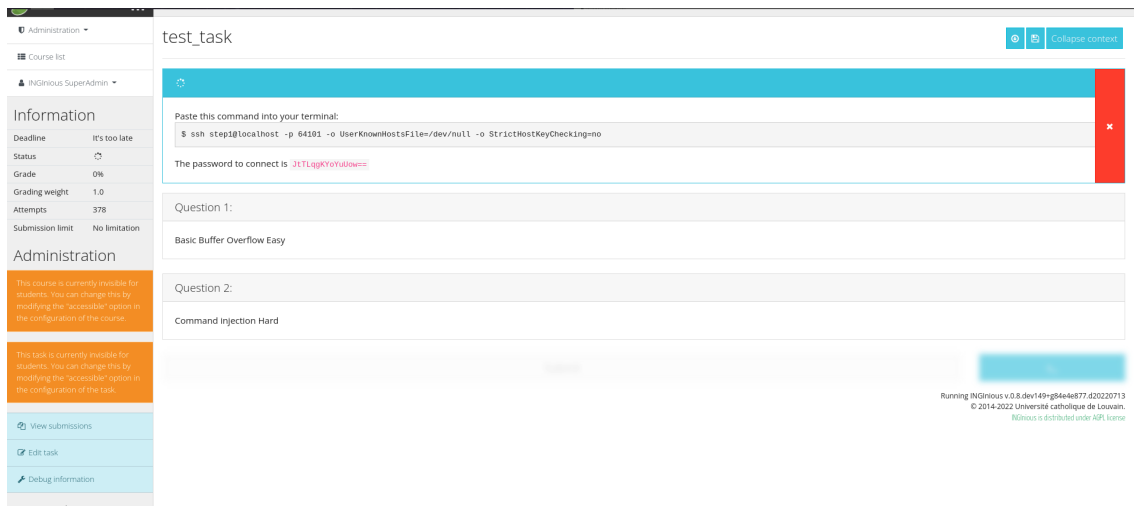 Administration
Course list
INGInious SuperAdmin
Information
Deadline It's too late
Status
Grade 0%
Grading weight 1.0
Attempts 378
Submission limit No limitation
Administration
This course is currently invisible for
students. You can change this by
modifying the "accessible" option in
the configuration of the course.
This task is currently invisible for
students. You can change this by
modifying the "accessible" option in
the configuration of the task.
View submissions
Edit task
Debug information
test_task
Collapse context
Paste this command into your terminal:
$ ssh step1@localhost -p 64101 -o UserKnownHostsFile=/dev/null -o StrictHostKeyChecking=no
The password to connect is JtTLqgKYoYuUow==
Question 1:
Basic Buffer Overflow Easy
Question 2:
Command Injection Hard
Running INGInious v.0.8.dev149+g84e4e877.d20220713
© 2014-2022 Université catholique de Louvain.
INGInious is distributed under AGPL license